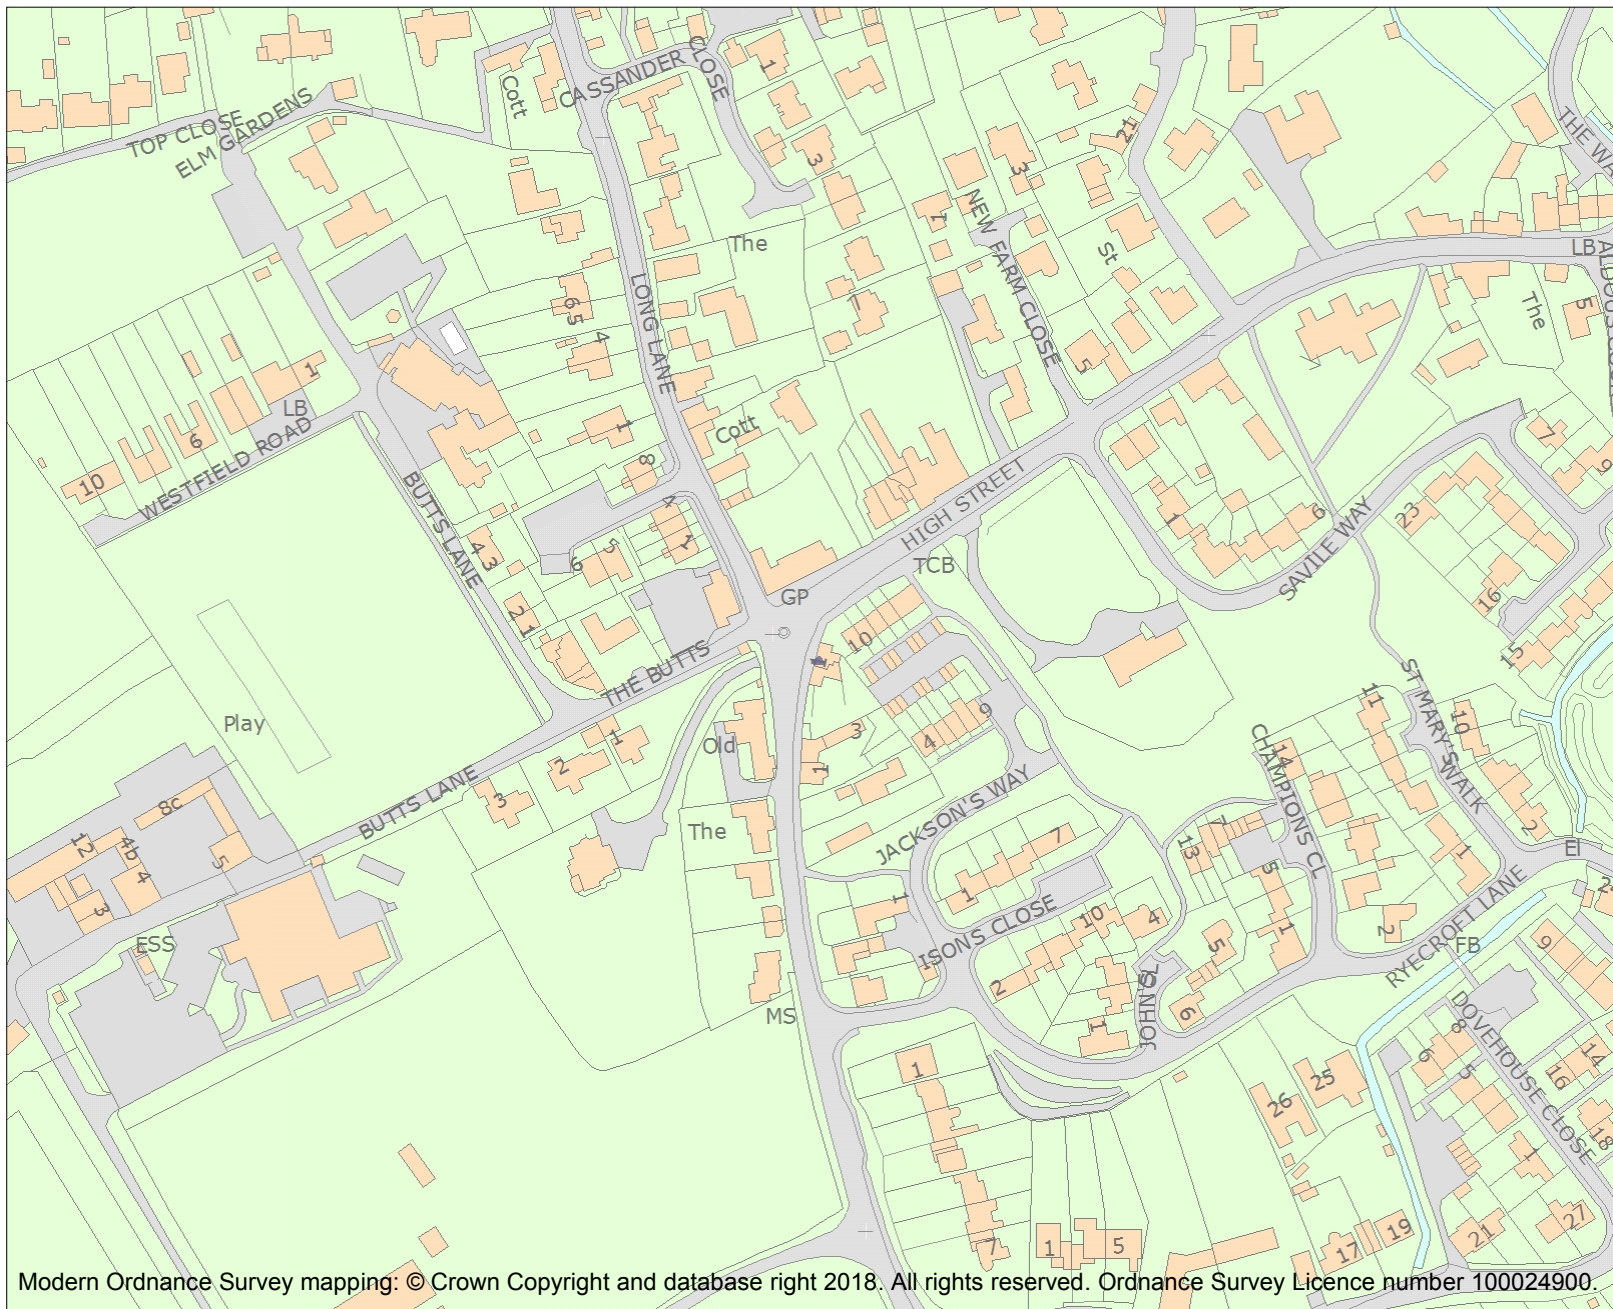 Cott
CASSANDER CLOSE
1
TOP CLOSE
ELM GARDENS
3
21
3
THE WA
1
NEW FARM CLOSE
The
St
LB
LONG LANE
6 5
4
7
The
5
5
1
LB
6
10
WESTFIELD ROAD
1
Cott
8
4
1
HIGH STREET
7
9
BUTTS LANE
4 3
5
6
1
6
23
SAVILE WAY
TCB
GP
2 1
16
15
THE BUTTS
10
1
ST MARY'S WALK
11
10
Play
Old
1
2
3
9
4
3
1
CHAMPIONS CL
14
BUTTS LANE
8c
12
4b
4
5
3
The
JACKSON'S WAY
7
1
1
7
13
5
1
2
1
EI
ESS
ISONS CLOSE
10
4
2
5
1
6
2
RYECROFT LANE
FB
9
MS
DOVEHOUSE CLOSE
8
6
5
14
16
18
1
25
26
1
7
1
5
17
19
21
27
Modern Ordnance Survey mapping: © Crown Copyright and database right 2018. All rights reserved. Ordnance Survey Licence number 100024900.